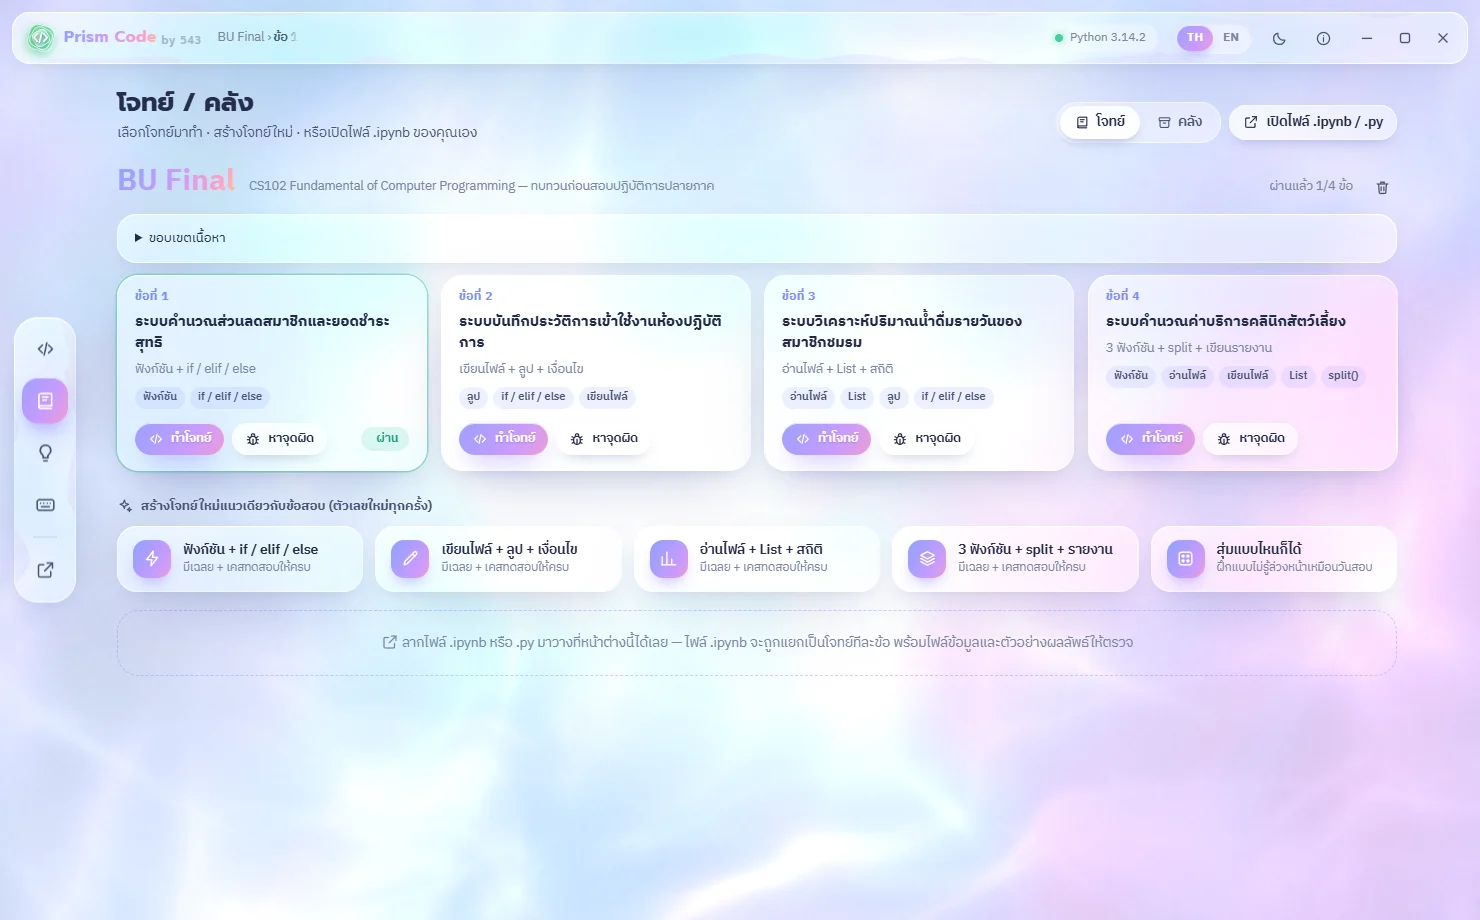 Prism Code by 543
BU Final › ข้อ 1
Python 3.14.2
TH EN
โจทย์ / คลัง
เลือกโจทย์มาทำ · สร้างโจทย์ใหม่ · หรือเปิดไฟล์ .ipynb ของคุณเอง
โจทย์ คลัง
เปิดไฟล์ .ipynb / .py
BU Final CS102 Fundamental of Computer Programming — ทบทวนก่อนสอบปฏิบัติการปลายภาค
ผ่านแล้ว 1/4 ข้อ
▶ ขอบเขตเนื้อหา
ข้อที่ 1
ระบบคำนวณส่วนลดสมาชิกและยอดชำระ
สุทธิ
ฟังก์ชัน + if / elif / else
ฟังก์ชัน if / elif / else
ทำโจทย์ หาจุดผิด ผ่าน
ข้อที่ 2
ระบบบันทึกประวัติการเข้าใช้งานห้องปฏิบัติ
การ
เขียนไฟล์ + ลูป + เงื่อนไข
ลูป if / elif / else เขียนไฟล์
ทำโจทย์ หาจุดผิด
ข้อที่ 3
ระบบวิเคราะห์ปริมาณน้ำดื่มรายวันของ
สมาชิกชมรม
อ่านไฟล์ + List + สถิติ
อ่านไฟล์ List ลูป if / elif / else
ทำโจทย์ หาจุดผิด
ข้อที่ 4
ระบบคำนวณค่าบริการคลินิกสัตว์เลี้ยง
3 ฟังก์ชัน + split + เขียนรายงาน
ฟังก์ชัน อ่านไฟล์ เขียนไฟล์ List split()
ทำโจทย์ หาจุดผิด
สร้างโจทย์ใหม่แนวเดียวกับข้อสอบ (ตัวเลขใหม่ทุกครั้ง)
ฟังก์ชัน + if / elif / else
มีเฉลย + เคสทดสอบให้ครบ
เขียนไฟล์ + ลูป + เงื่อนไข
มีเฉลย + เคสทดสอบให้ครบ
อ่านไฟล์ + List + สถิติ
มีเฉลย + เคสทดสอบให้ครบ
3 ฟังก์ชัน + split + รายงาน
มีเฉลย + เคสทดสอบให้ครบ
สุ่มแบบไหนก็ได้
ฝึกแบบไม่รู้ล่วงหน้าเหมือนวันสอบ
ลากไฟล์ .ipynb หรือ .py มาวางที่หน้าต่างนี้ได้เลย — ไฟล์ .ipynb จะถูกแยกเป็นโจทย์ทีละข้อ พร้อมไฟล์ข้อมูลและตัวอย่างผลลัพธ์ให้ตรวจ